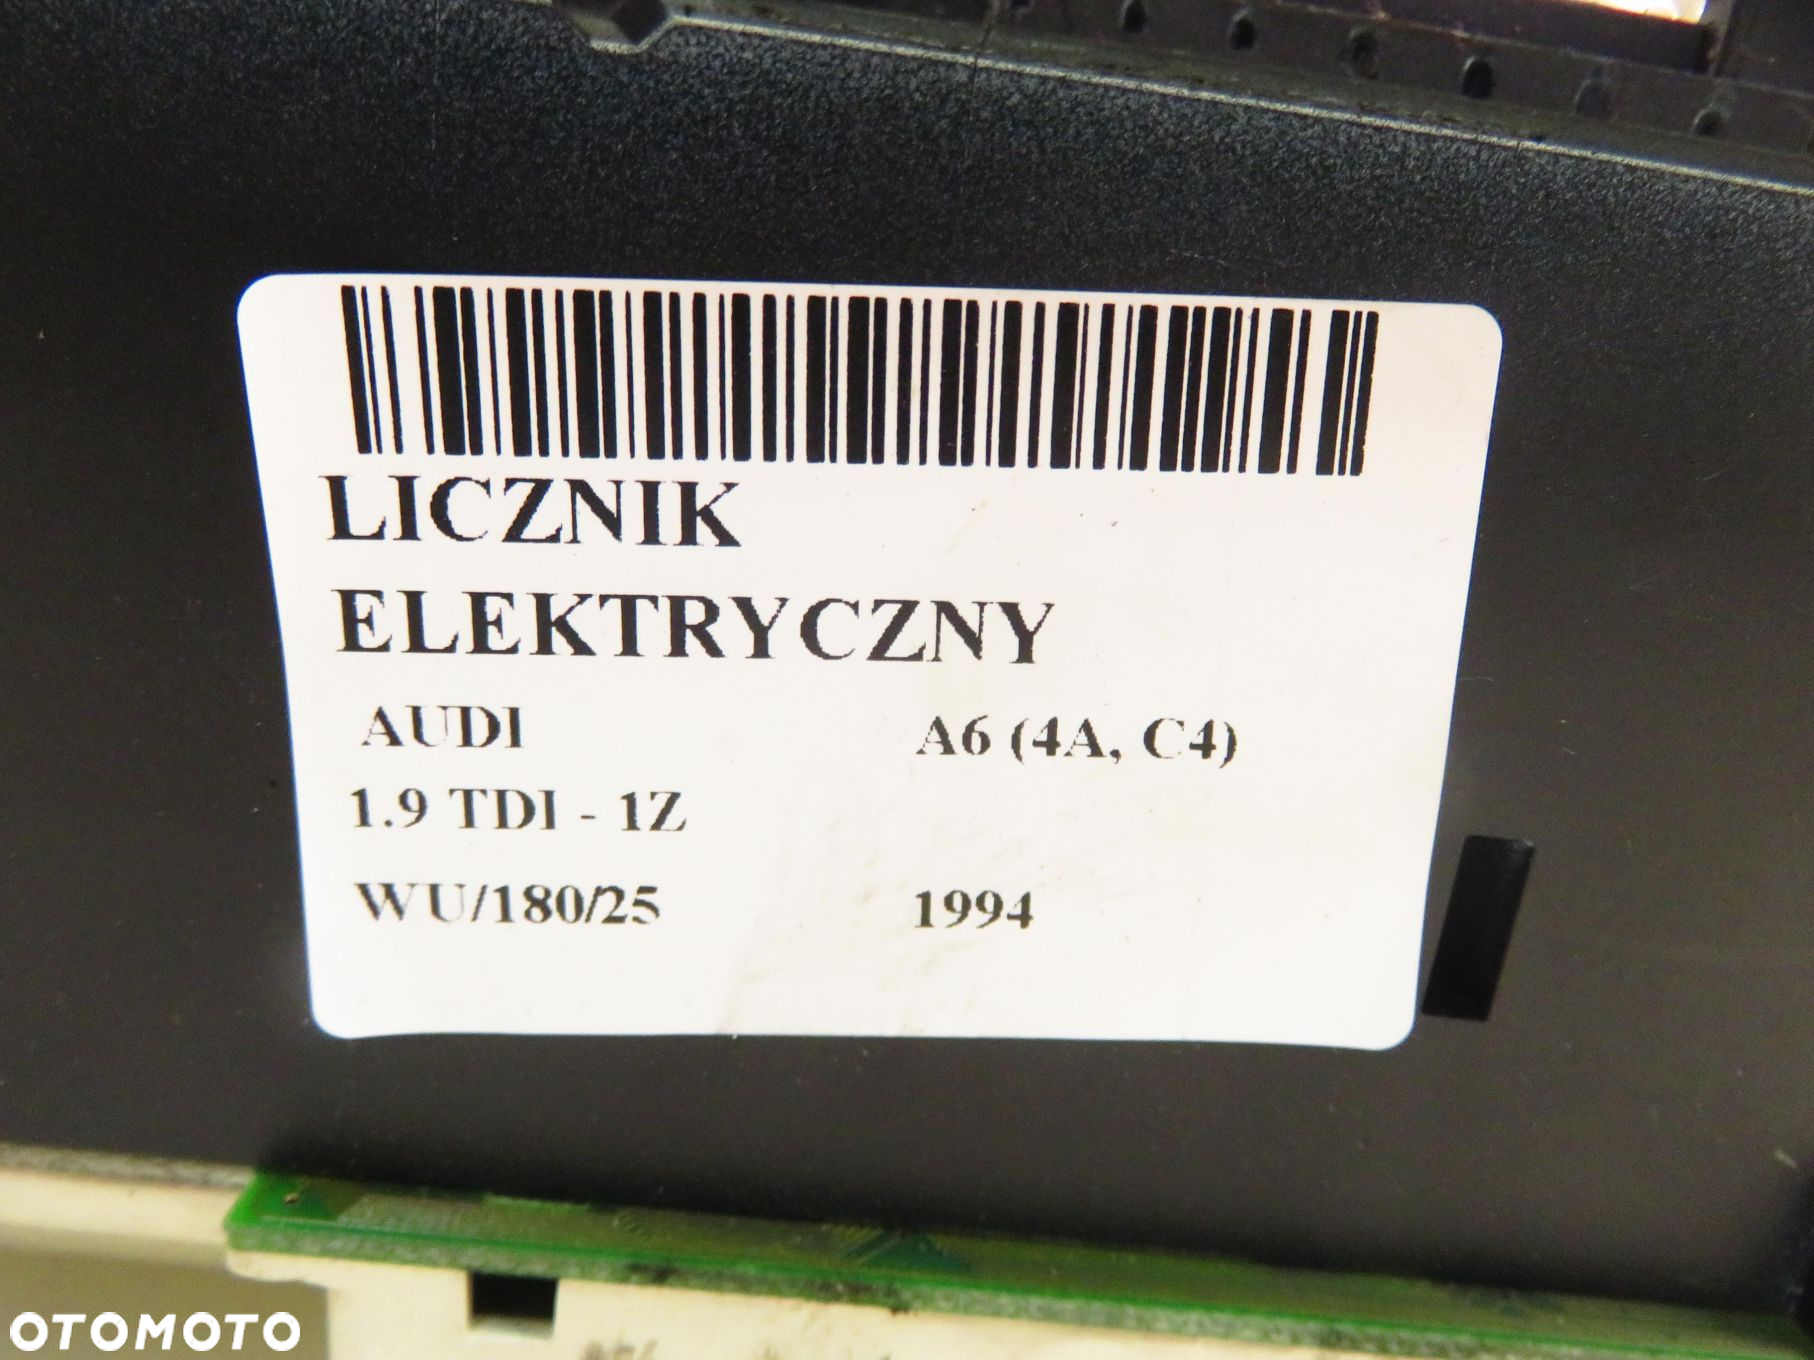 LICZNIK
ELEKTRYCZNY
AUDI A6 (4A, C4)
1.9 TDI - 1Z
WU/180/25 1994
OTOMOTO